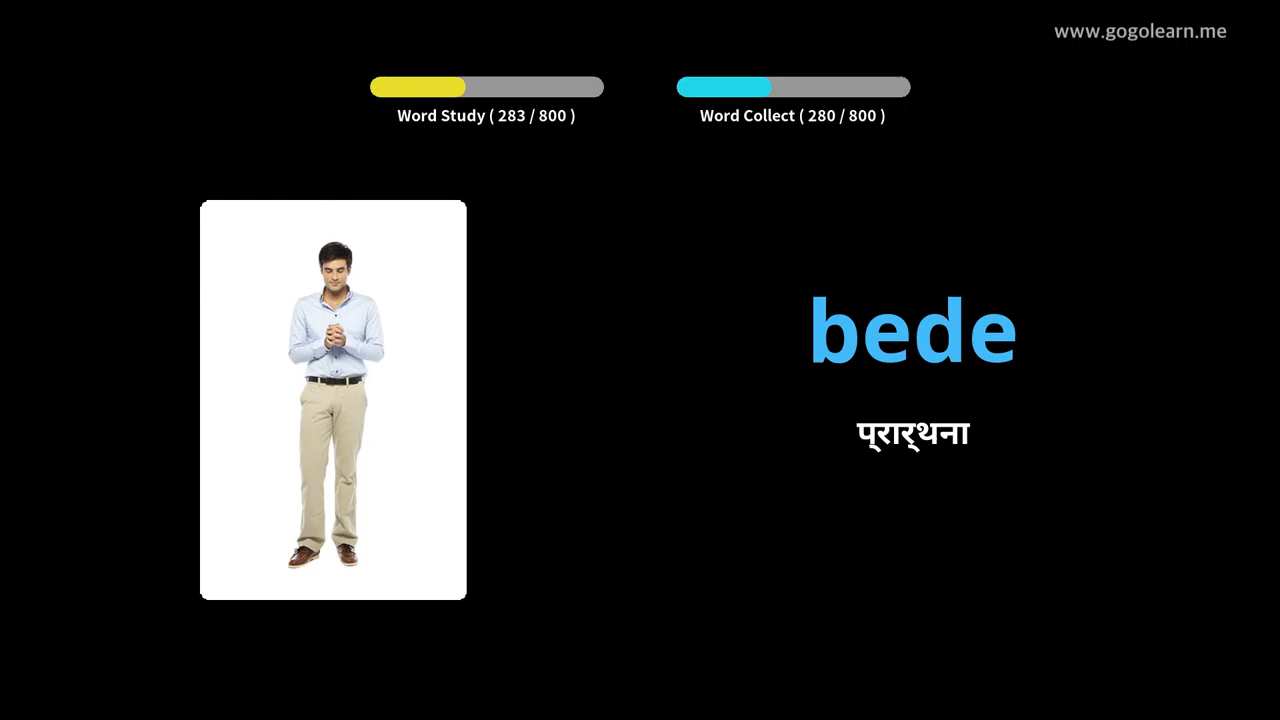 www.gogolearn.me
Word Study ( 283 / 800 )
Word Collect ( 280 / 800 )
bede
प्रार्थना